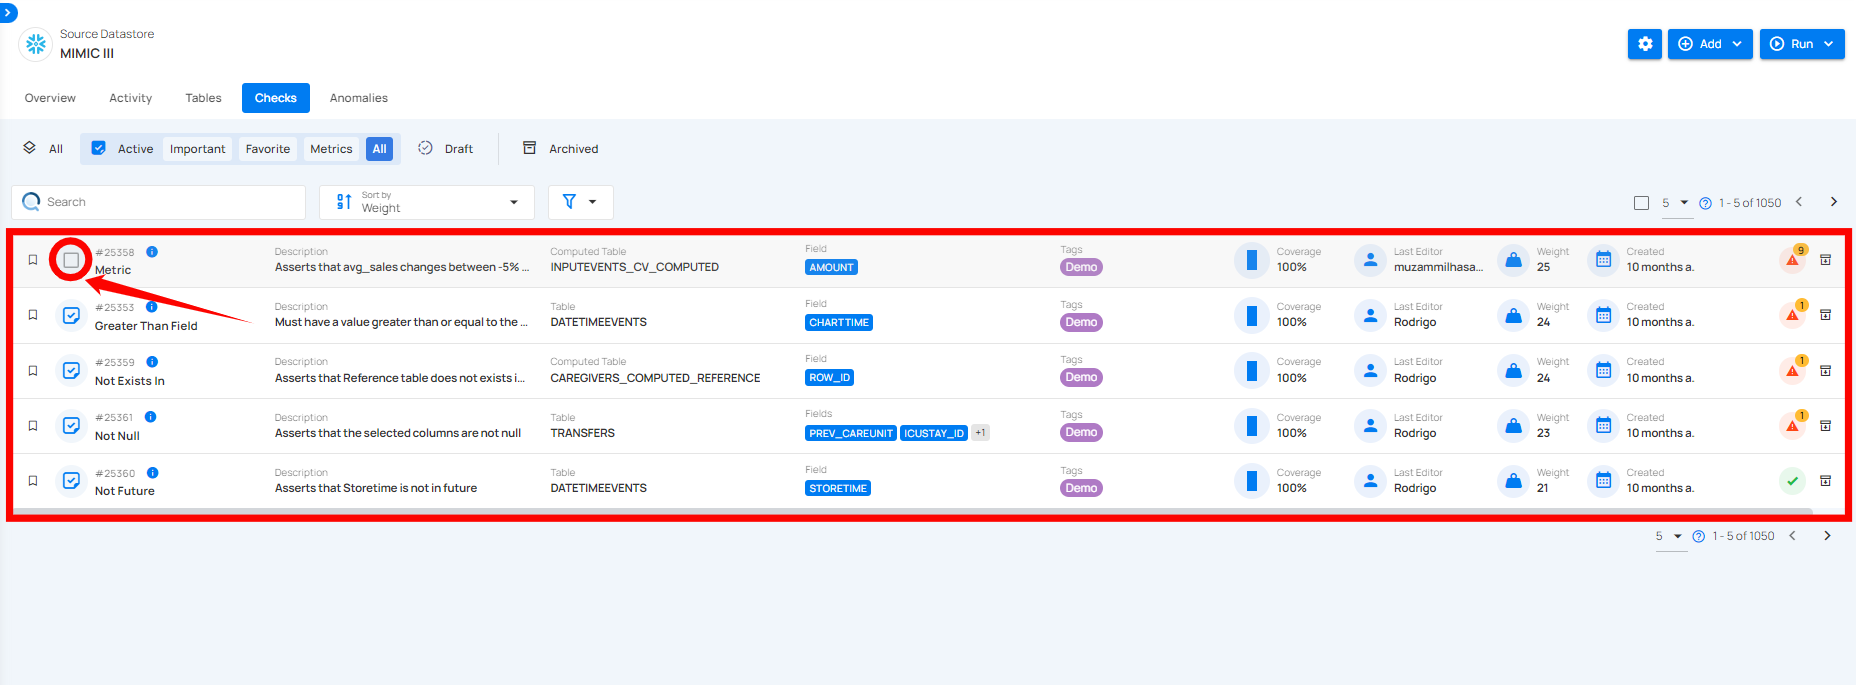 Source Datastore
MIMIC III
Add
Run
Overview Activity Tables Checks Anomalies
All Active Important Favorite Metrics All Draft Archived
Search
Sort by
Weight
5 1 - 5 of 1050
#25358 Description Computed Table Field Tags Coverage Last Editor Weight Created 9
Metric Asserts that avg_sales changes between -5% ... INPUTEVENTS_CV_COMPUTED AMOUNT Demo 100% muzammilhasa... 25 10 months a.
#25353 Description Table Field Tags Coverage Last Editor Weight Created 1
Greater Than Field Must have a value greater than or equal to the ... DATETIMEEVENTS CHARTTIME Demo 100% Rodrigo 24 10 months a.
#25359 Description Computed Table Field Tags Coverage Last Editor Weight Created 1
Not Exists In Asserts that Reference table does not exists i... CAREGIVERS_COMPUTED_REFERENCE ROW_ID Demo 100% Rodrigo 24 10 months a.
#25361 Description Table Fields Tags Coverage Last Editor Weight Created 1
Not Null Asserts that the selected columns are not null TRANSFERS PREV_CAREUNIT ICUSTAY_ID +1 Demo 100% Rodrigo 23 10 months a.
#25360 Description Table Field Tags Coverage Last Editor Weight Created
Not Future Asserts that Storetime is not in future DATETIMEEVENTS STORETIME Demo 100% Rodrigo 21 10 months a.
5 1 - 5 of 1050